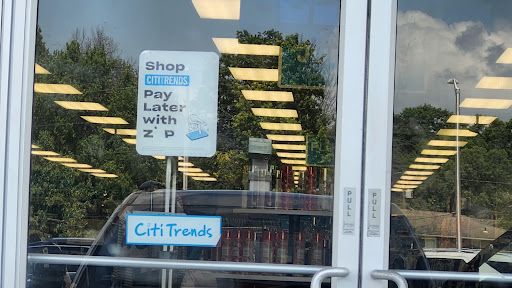 Shop
CITITRENDS
Pay
Later
with
Zip
Citi Trends
PULL
PULL